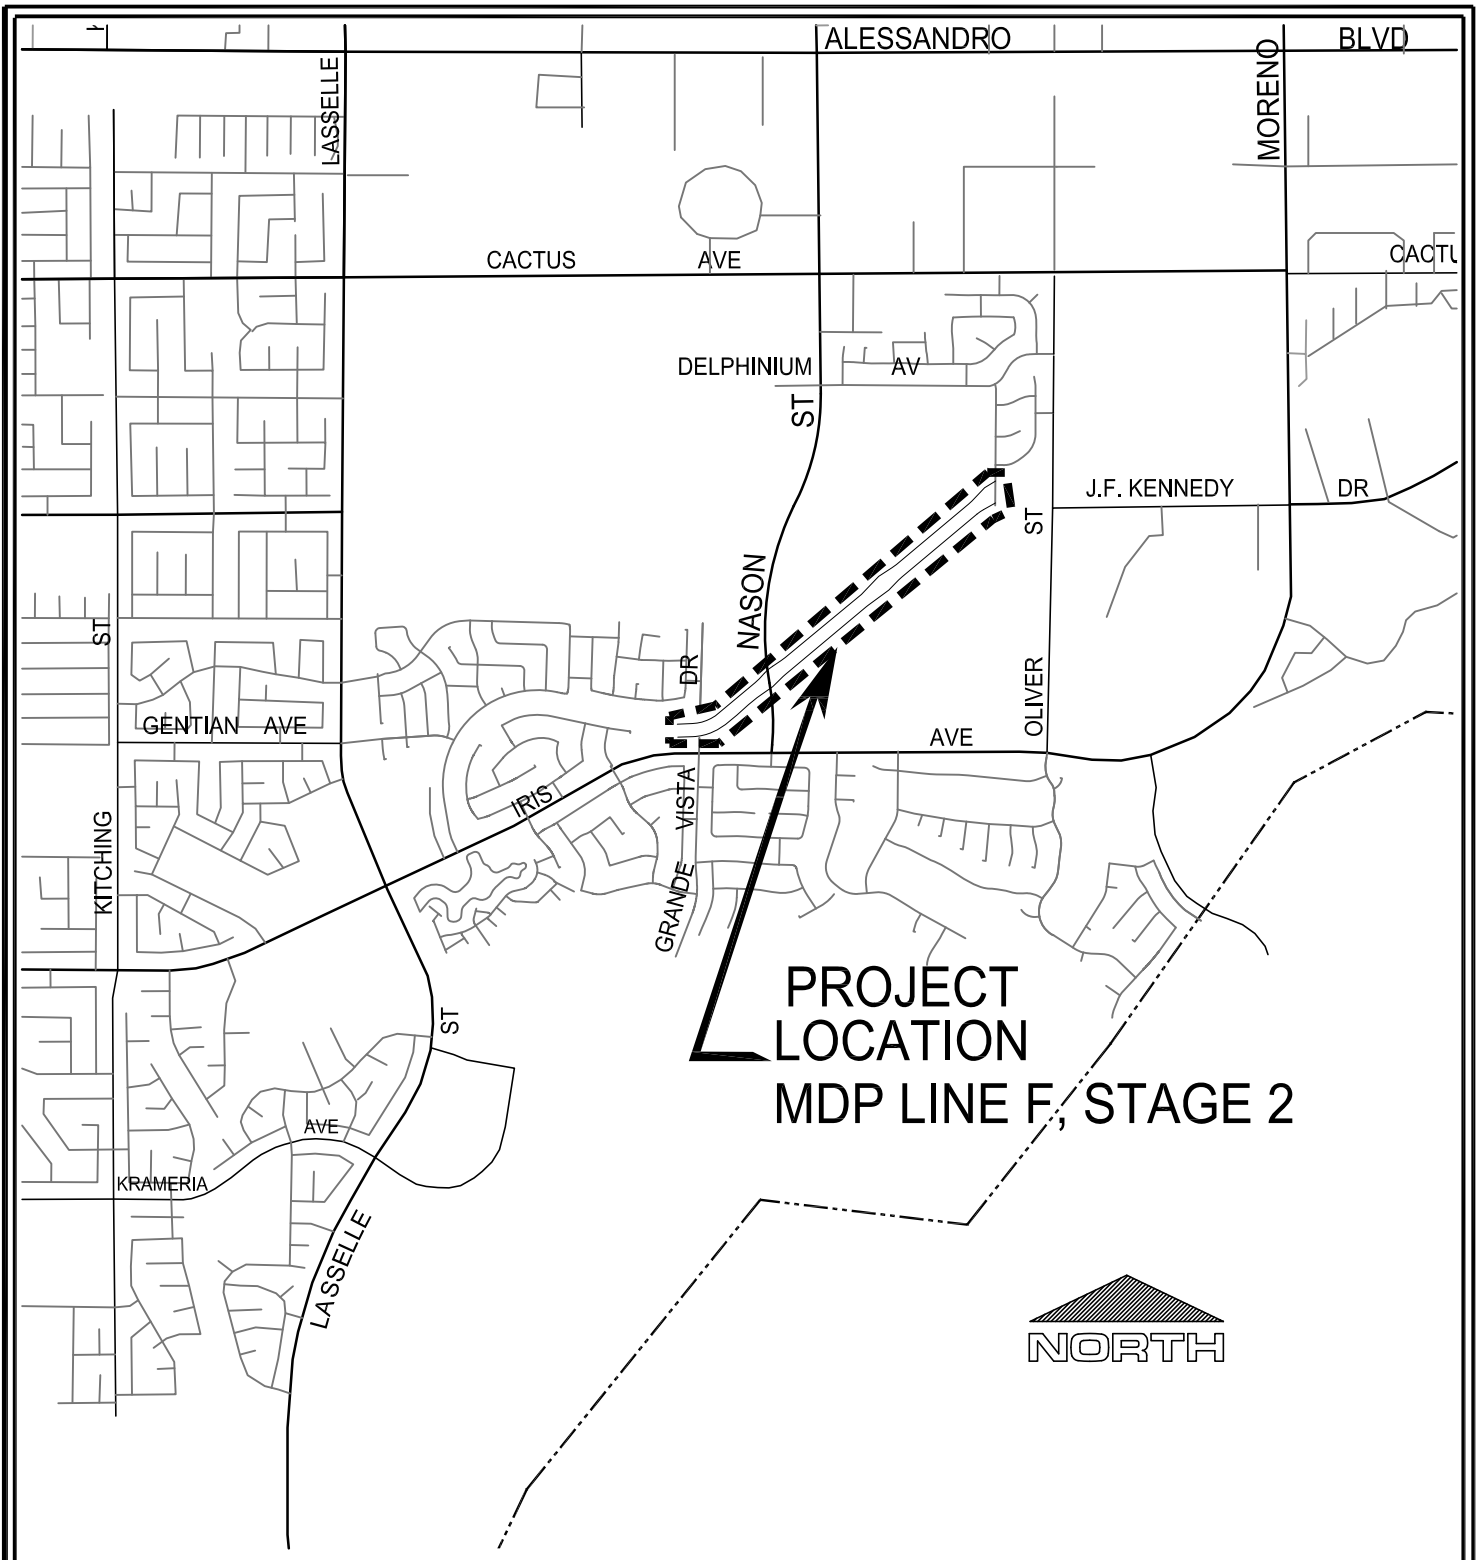 ALESSANDRO BLVD
LASSELLE
MORENO
CACTUS AVE
CACTU
DELPHINIUM AV
ST
J.F. KENNEDY DR
ST
NASON
ST
DR
OLIVER
GENTIAN AVE
AVE
IRIS
VISTA
KITCHING
GRANDE
PROJECT
LOCATION
MDP LINE F, STAGE 2
ST
AVE
KRAMERIA
LASSELLE
NORTH